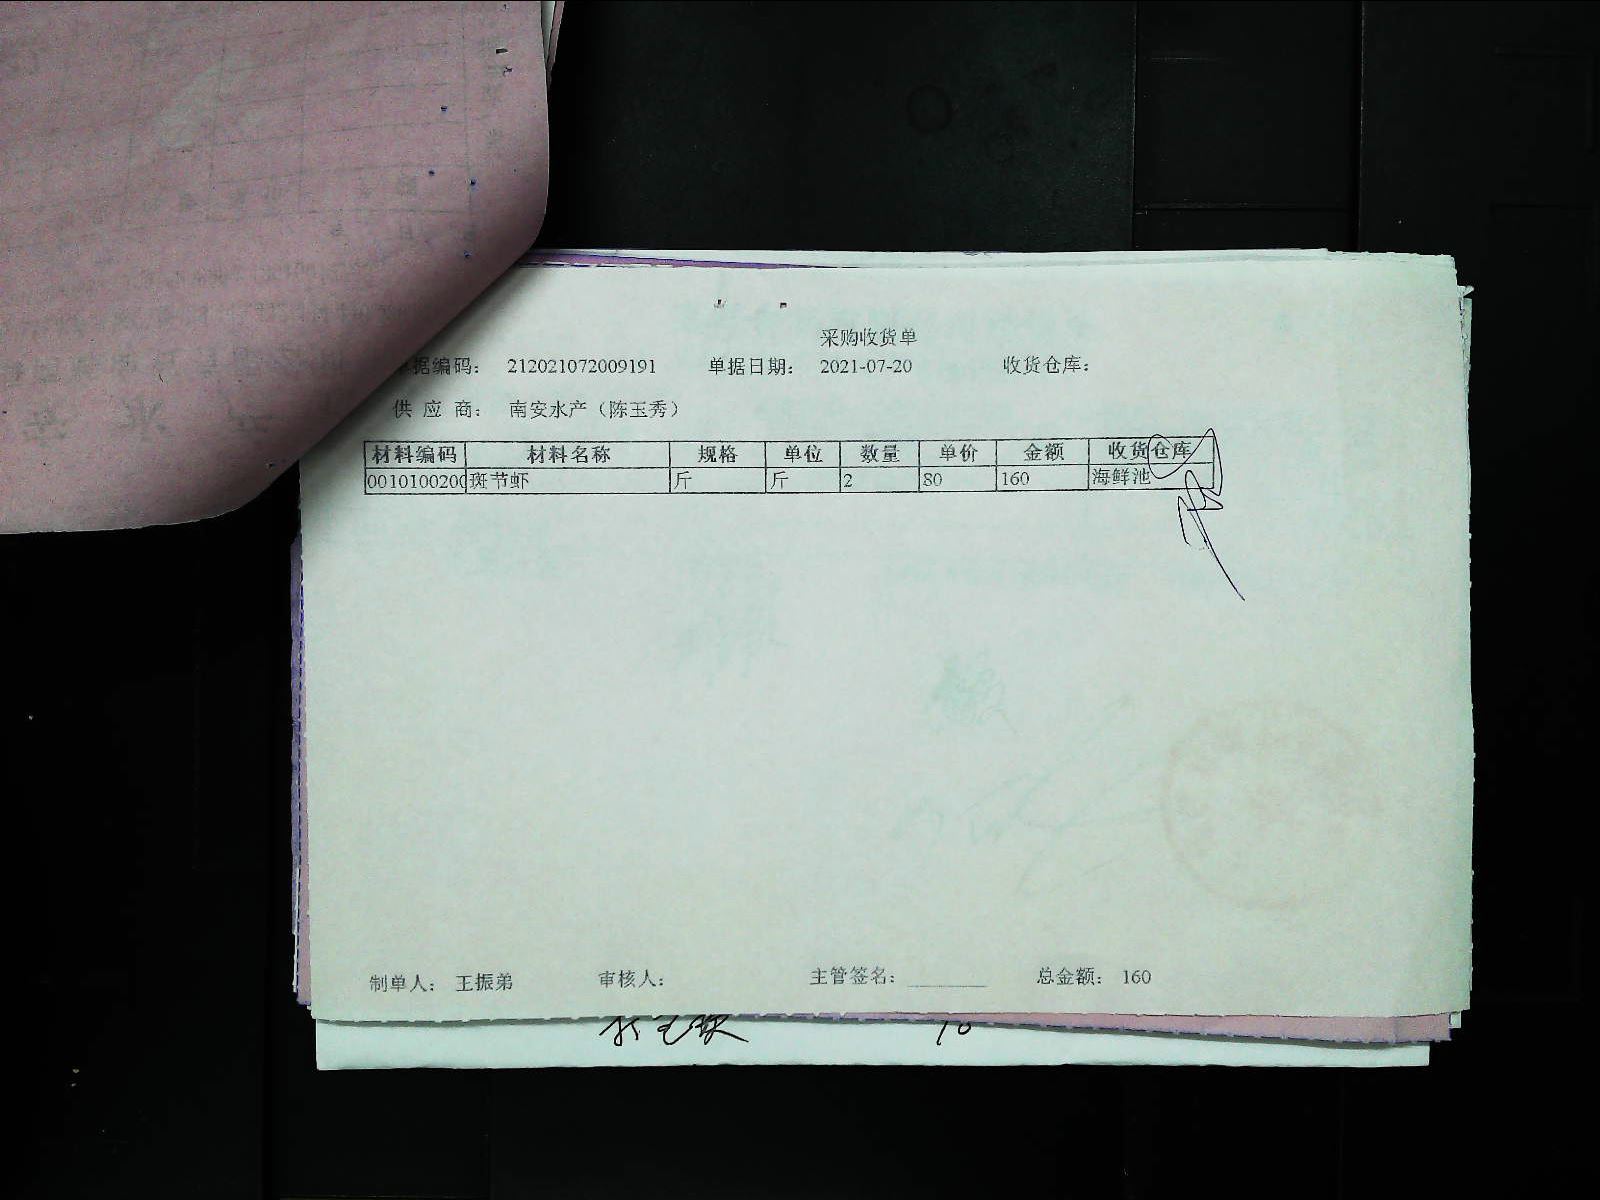 采购收货单
单据编码: 212021072009191 单据日期: 2021-07-20 收货仓库:
供应商: 南安水产（陈玉秀）
材料编码 材料名称 规格 单位 数量 单价 金额 收货仓库
0010100200 斑节虾 斤 斤 2 80 160 海鲜池
制单人: 王振弟 审核人: 主管签名: ________ 总金额: 160